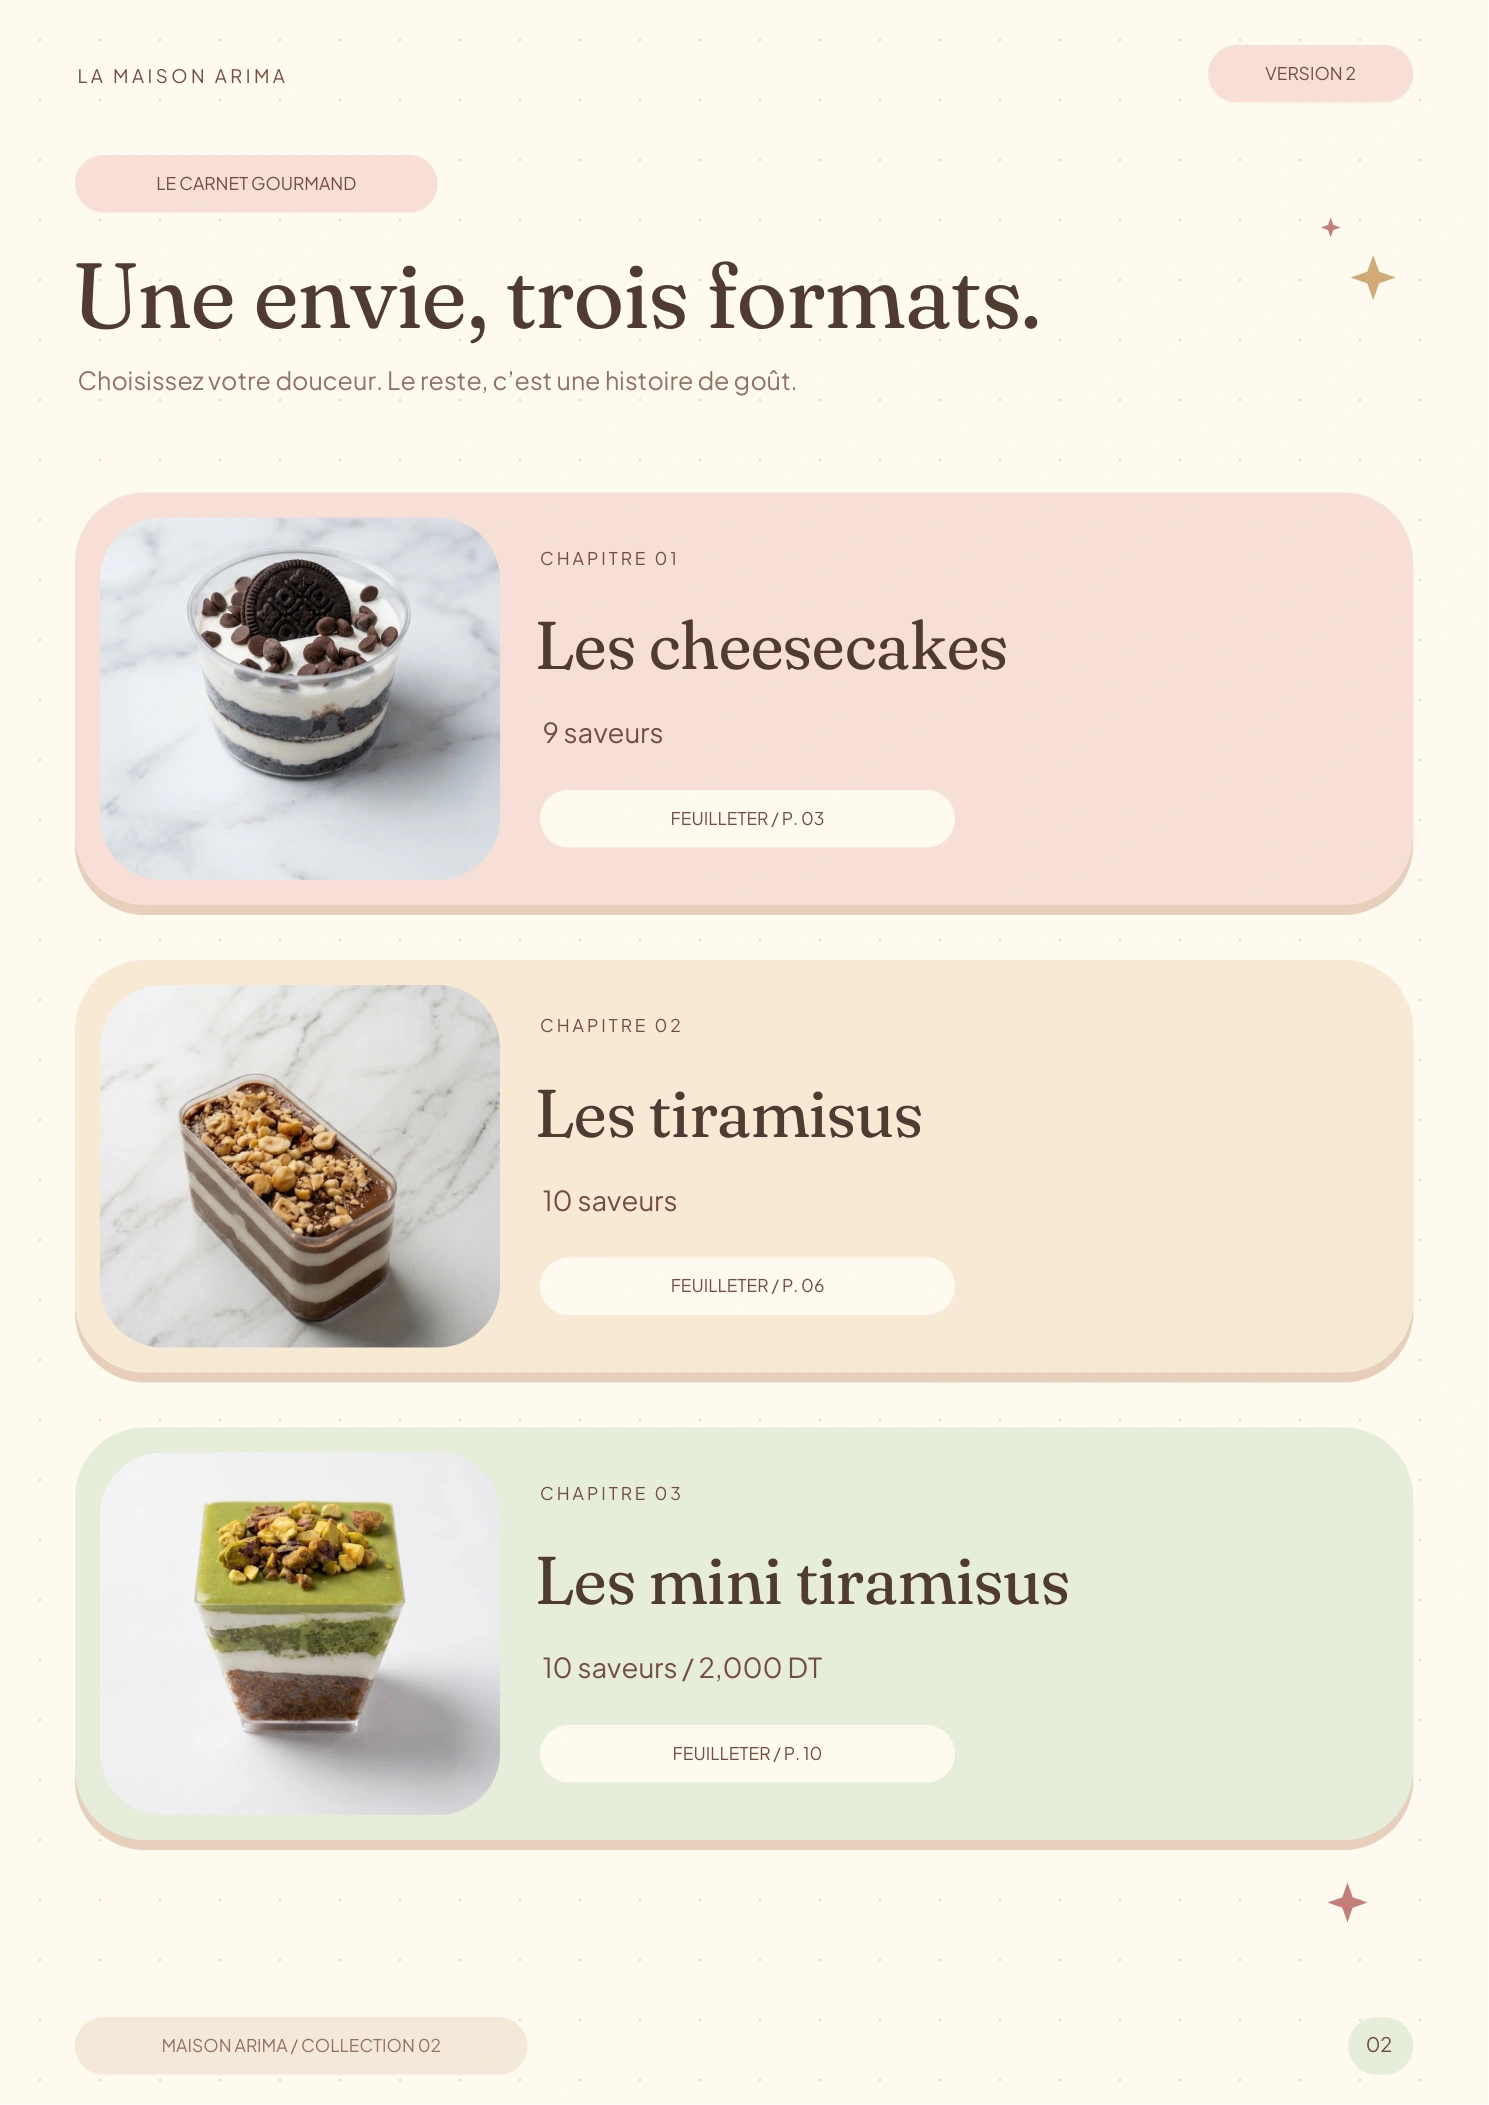 LA MAISON ARIMA
VERSION 2
LE CARNET GOURMAND
Une envie, trois formats.
Choisissez votre douceur. Le reste, c’est une histoire de goût.
CHAPITRE 01
Les cheesecakes
9 saveurs
FEUILLETER / P. 03
CHAPITRE 02
Les tiramisus
10 saveurs
FEUILLETER / P. 06
CHAPITRE 03
Les mini tiramisus
10 saveurs / 2,000 DT
FEUILLETER / P. 10
MAISON ARIMA / COLLECTION 02
02